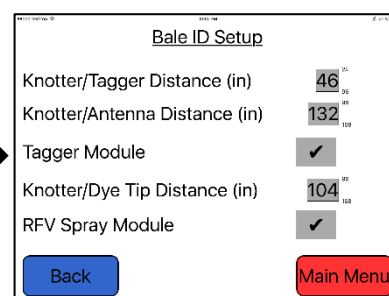 Bale ID Setup
Knotter/Tagger Distance (in) 46
Knotter/Antenna Distance (in) 132
Tagger Module ✔
Knotter/Dye Tip Distance (in) 104
RFV Spray Module ✔
Back Main Menu